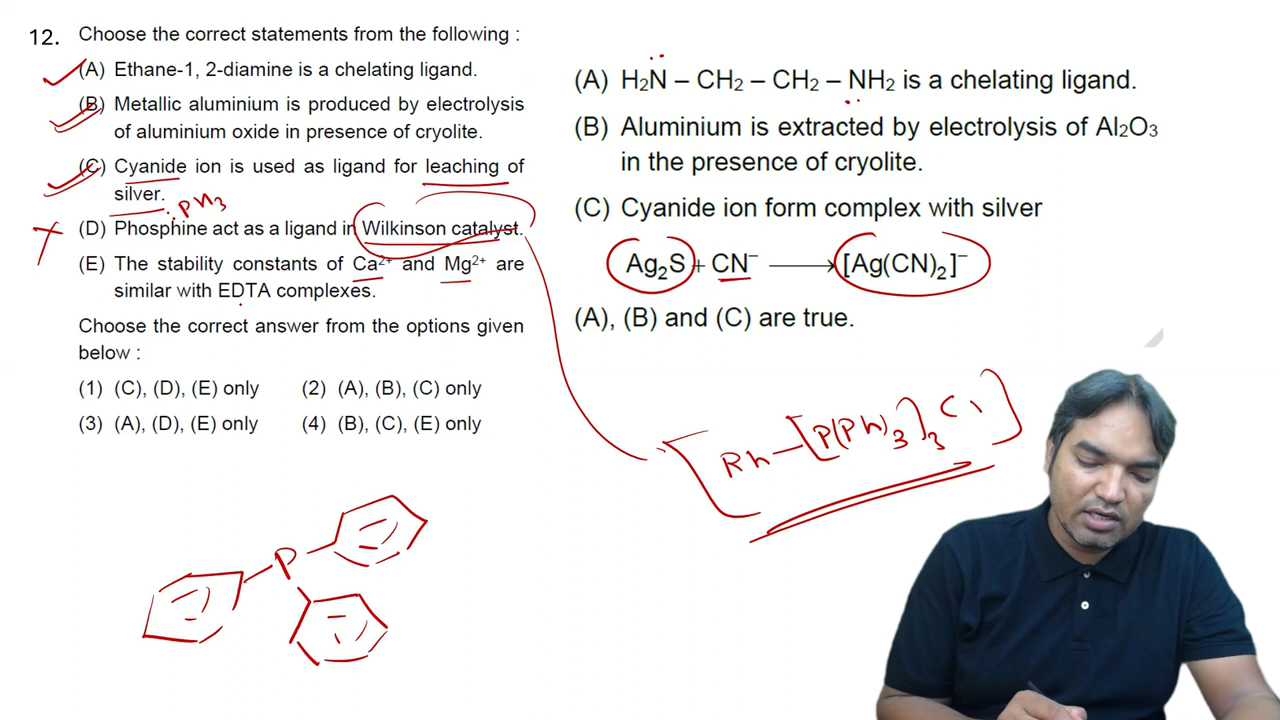 12. Choose the correct statements from the following :
(A) Ethane-1, 2-diamine is a chelating ligand.
(B) Metallic aluminium is produced by electrolysis
of aluminium oxide in presence of cryolite.
(C) Cyanide ion is used as ligand for leaching of
silver.
:PH3
(D) Phosphine act as a ligand in Wilkinson catalyst.
(E) The stability constants of Ca²⁺ and Mg²⁺ are
similar with EDTA complexes.
Choose the correct answer from the options given
below :
(1) (C), (D), (E) only (2) (A), (B), (C) only
(3) (A), (D), (E) only (4) (B), (C), (E) only
(A) H₂N – CH₂ – CH₂ – NH₂ is a chelating ligand.
(B) Aluminium is extracted by electrolysis of Al₂O₃
in the presence of cryolite.
(C) Cyanide ion form complex with silver
Ag₂S + CN⁻ ⟶ [Ag(CN)₂]⁻
(A), (B) and (C) are true.
[Rh–[P(Ph)₃]₃Cl]
P